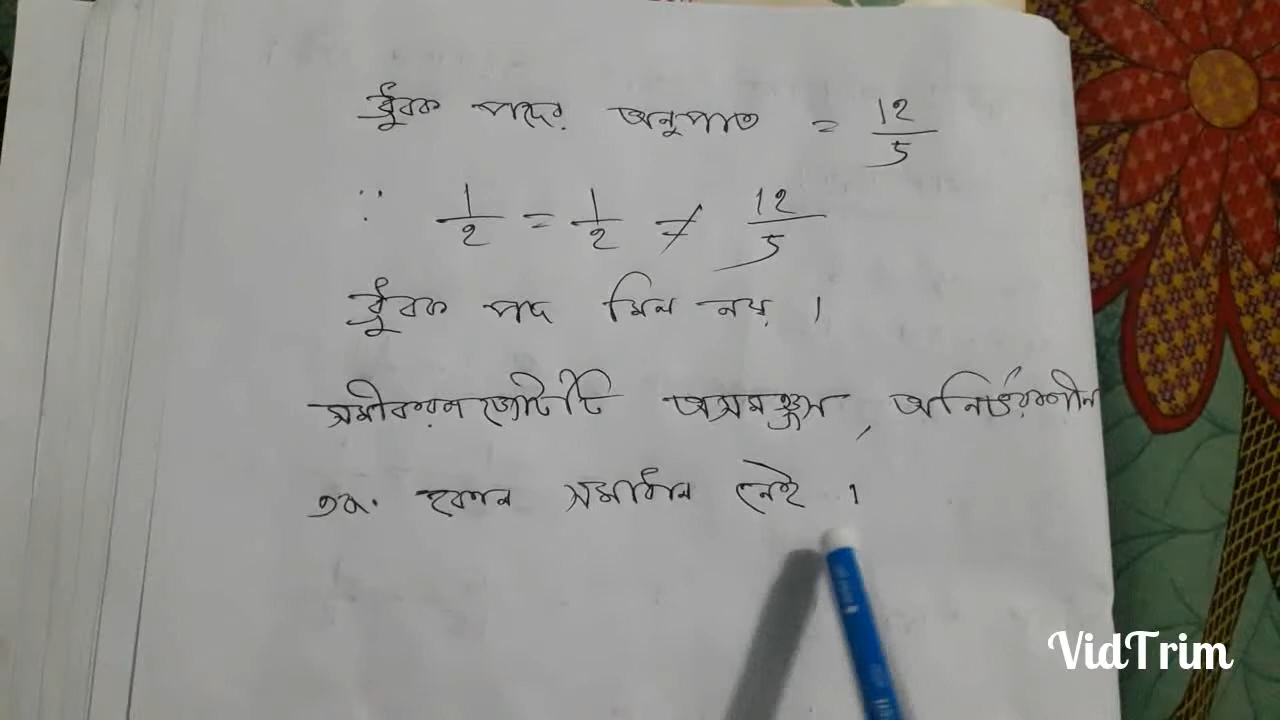 ধ্রুবক পদের অনুপাত = 12/5
∵ 1/2 = 1/2 ≠ 12/5
ধ্রুবক পদ মিল নয়।
সমীকরণজোটটি অসমঞ্জস, অনির্ভরশীল
এবং কোন সমাধান নেই।
VidTrim